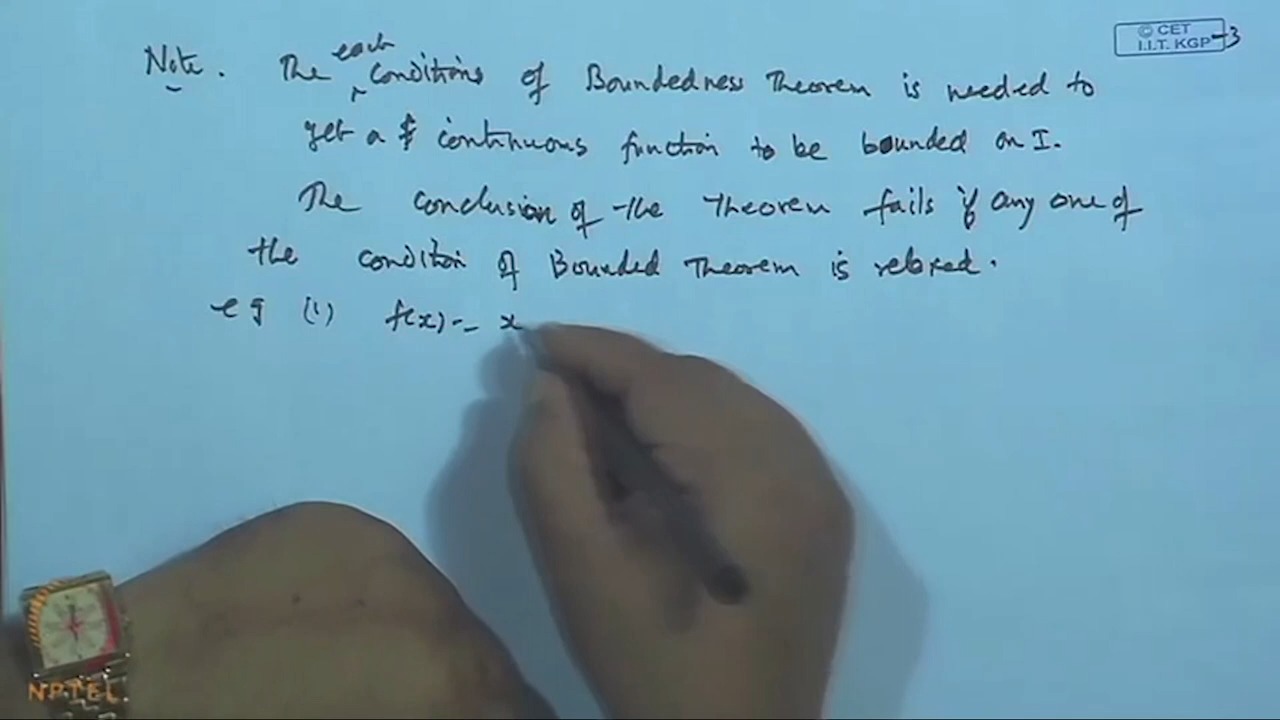 © CET
I.I.T. KGP -3
Note. The each conditions of Boundedness Theorem is needed to
get a continuous function to be bounded on I.
The conclusion of the Theorem fails if any one of
the condition of Bounded Theorem is relaxed.
eg (1) f(x) = x
NPTEL